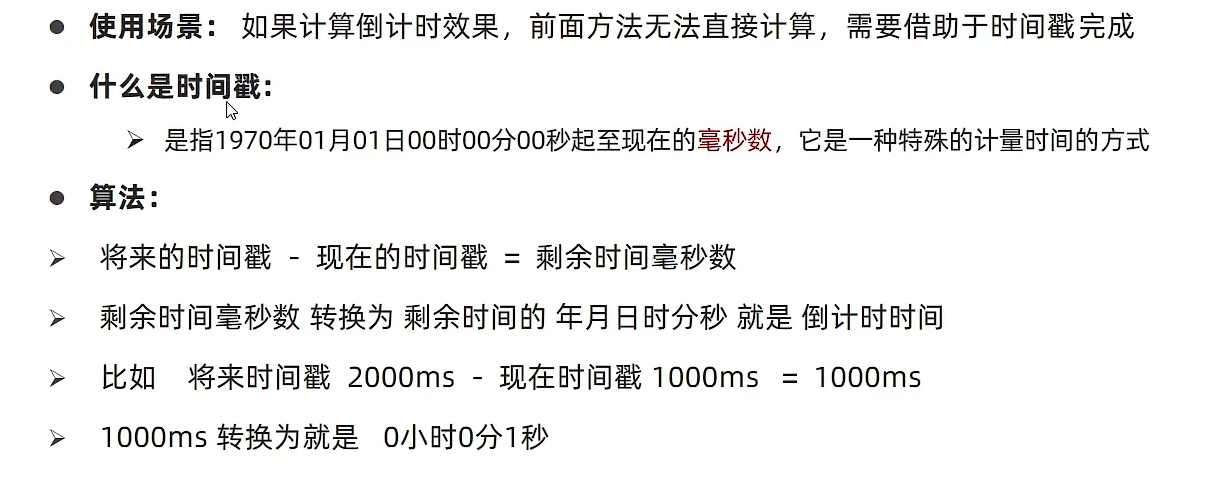 ● 使用场景： 如果计算倒计时效果，前面方法无法直接计算，需要借助于时间戳完成
● 什么是时间戳：
➢ 是指1970年01月01日00时00分00秒起至现在的毫秒数，它是一种特殊的计量时间的方式
● 算法：
➢ 将来的时间戳 - 现在的时间戳 = 剩余时间毫秒数
➢ 剩余时间毫秒数 转换为 剩余时间的 年月日时分秒 就是 倒计时时间
➢ 比如 将来时间戳 2000ms - 现在时间戳 1000ms = 1000ms
➢ 1000ms 转换为就是 0小时0分1秒